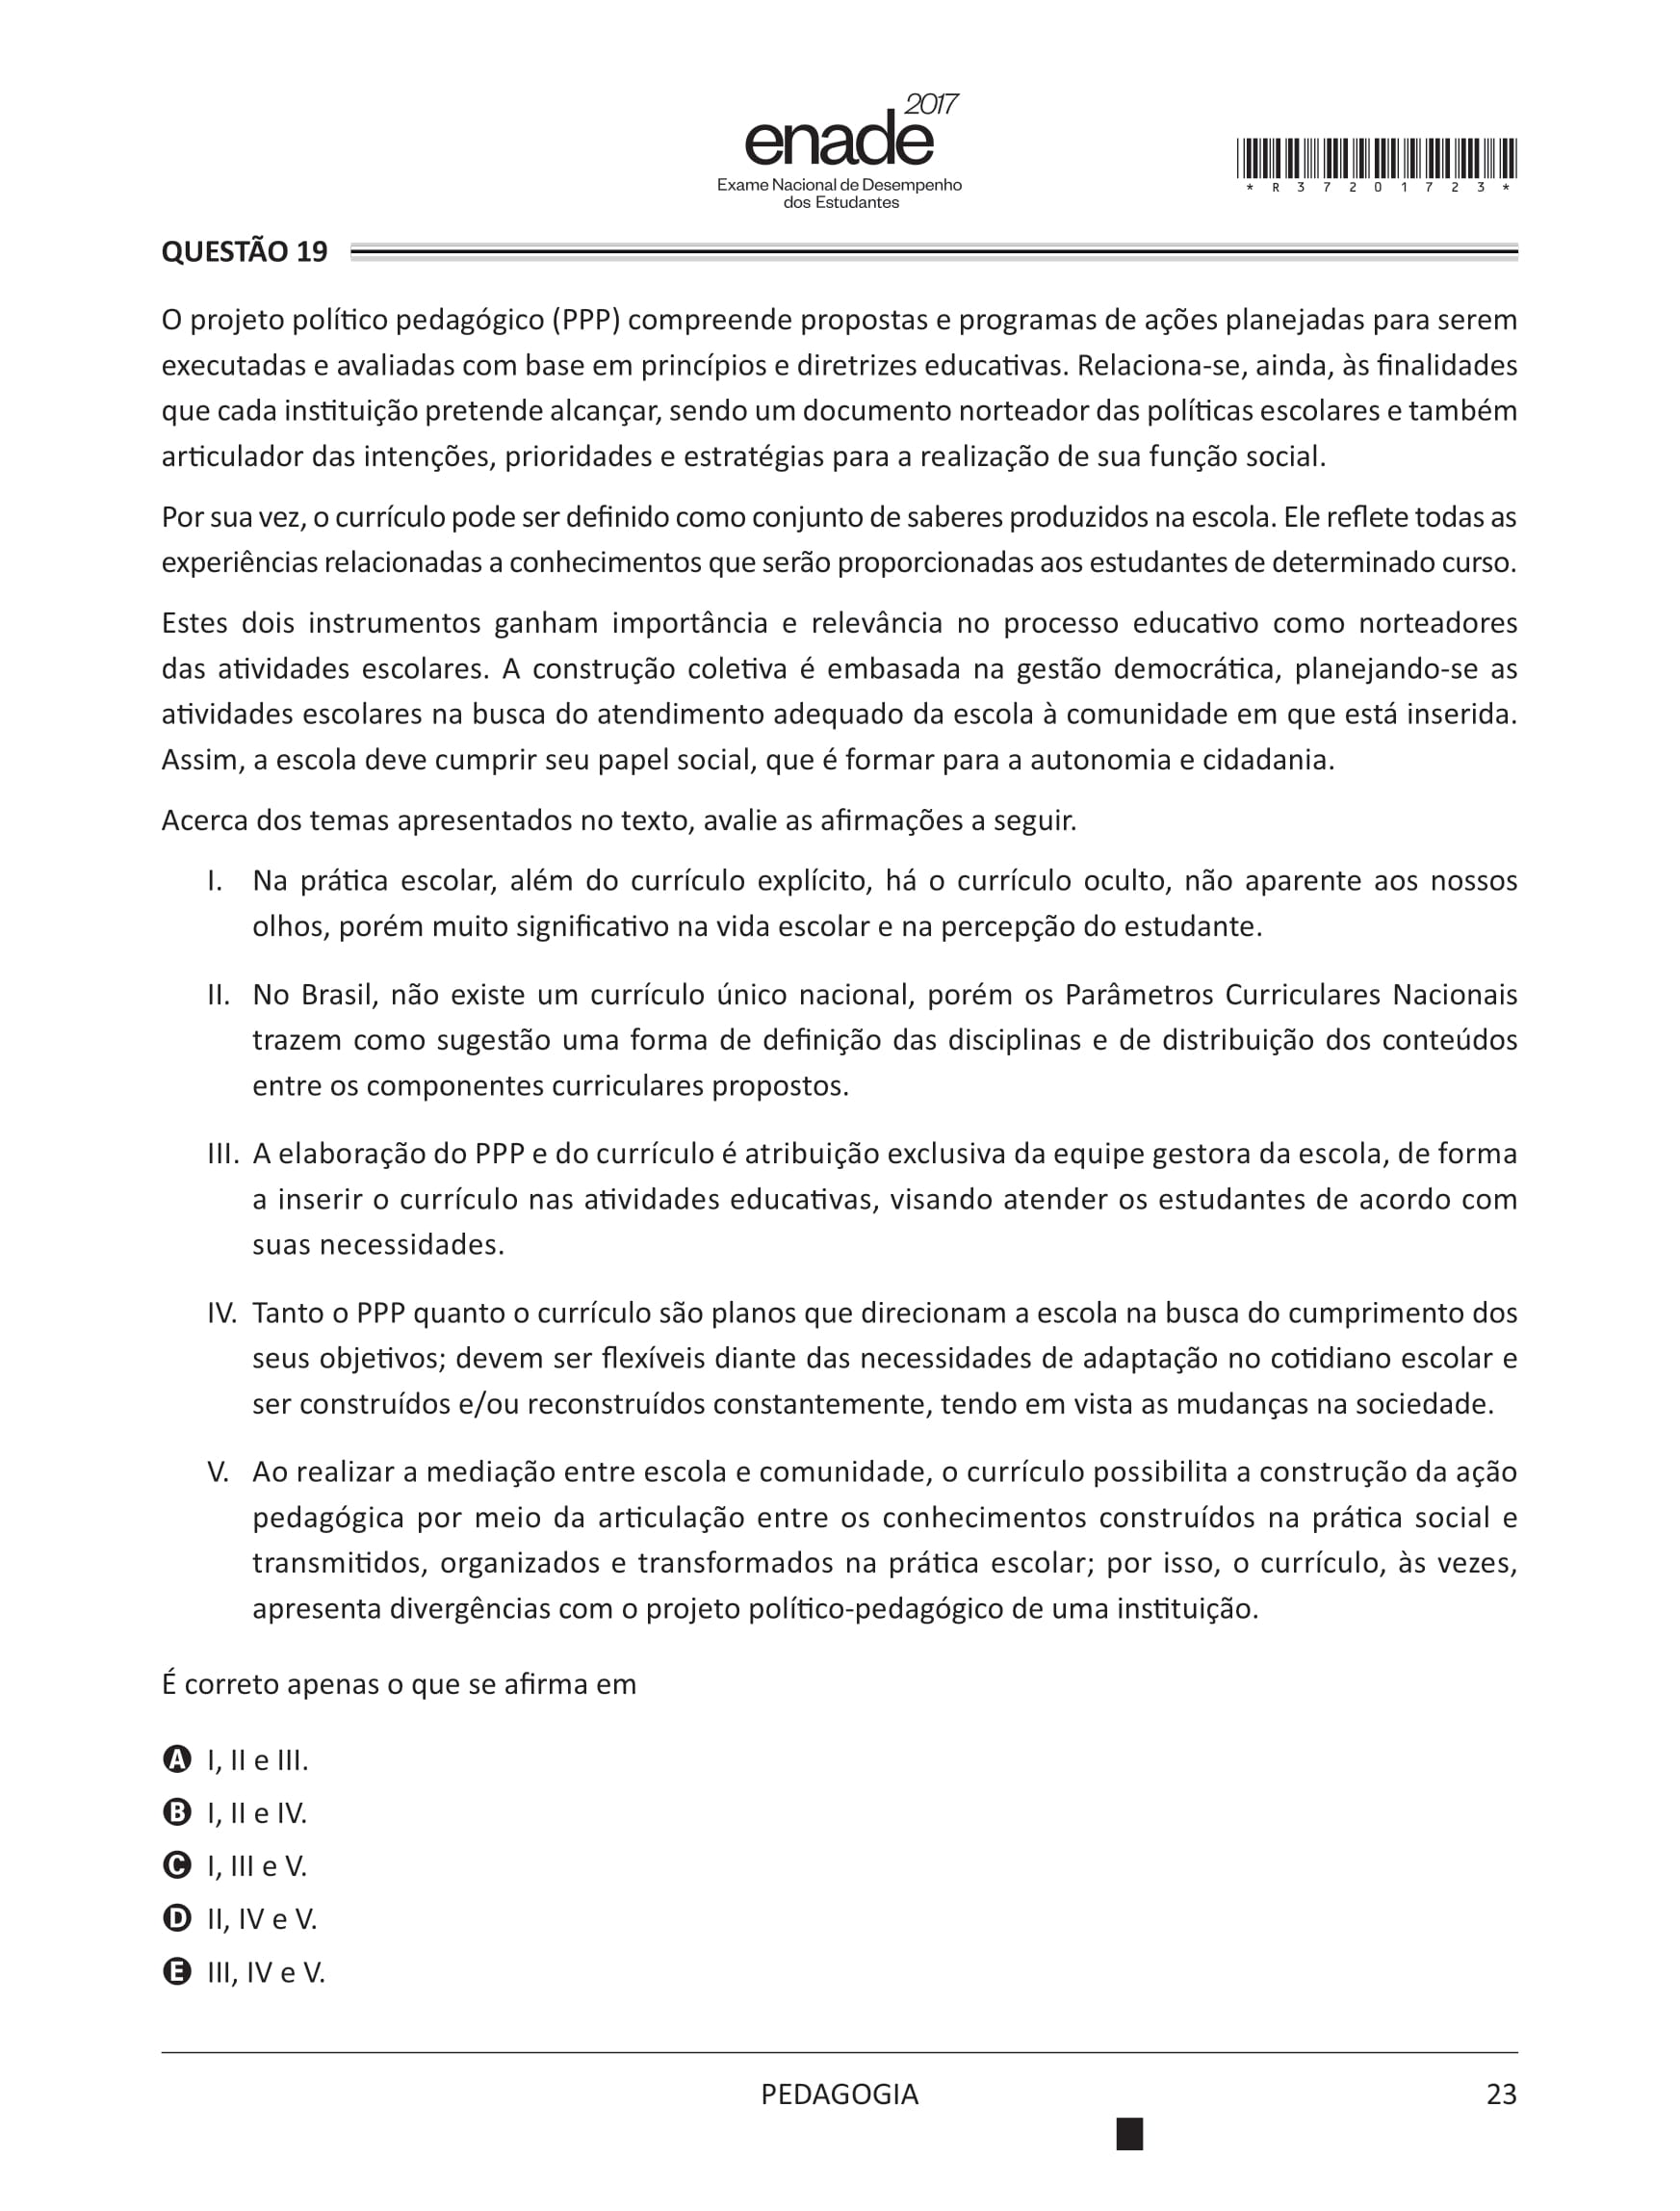 2017
enade
Exame Nacional de Desempenho
dos Estudantes
* R 3 7 2 0 1 7 2 3 *
QUESTÃO 19
O projeto político pedagógico (PPP) compreende propostas e programas de ações planejadas para serem
executadas e avaliadas com base em princípios e diretrizes educativas. Relaciona-se, ainda, às finalidades
que cada instituição pretende alcançar, sendo um documento norteador das políticas escolares e também
articulador das intenções, prioridades e estratégias para a realização de sua função social.
Por sua vez, o currículo pode ser definido como conjunto de saberes produzidos na escola. Ele reflete todas as
experiências relacionadas a conhecimentos que serão proporcionadas aos estudantes de determinado curso.
Estes dois instrumentos ganham importância e relevância no processo educativo como norteadores
das atividades escolares. A construção coletiva é embasada na gestão democrática, planejando-se as
atividades escolares na busca do atendimento adequado da escola à comunidade em que está inserida.
Assim, a escola deve cumprir seu papel social, que é formar para a autonomia e cidadania.
Acerca dos temas apresentados no texto, avalie as afirmações a seguir.
I. Na prática escolar, além do currículo explícito, há o currículo oculto, não aparente aos nossos
olhos, porém muito significativo na vida escolar e na percepção do estudante.
II. No Brasil, não existe um currículo único nacional, porém os Parâmetros Curriculares Nacionais
trazem como sugestão uma forma de definição das disciplinas e de distribuição dos conteúdos
entre os componentes curriculares propostos.
III. A elaboração do PPP e do currículo é atribuição exclusiva da equipe gestora da escola, de forma
a inserir o currículo nas atividades educativas, visando atender os estudantes de acordo com
suas necessidades.
IV. Tanto o PPP quanto o currículo são planos que direcionam a escola na busca do cumprimento dos
seus objetivos; devem ser flexíveis diante das necessidades de adaptação no cotidiano escolar e
ser construídos e/ou reconstruídos constantemente, tendo em vista as mudanças na sociedade.
V. Ao realizar a mediação entre escola e comunidade, o currículo possibilita a construção da ação
pedagógica por meio da articulação entre os conhecimentos construídos na prática social e
transmitidos, organizados e transformados na prática escolar; por isso, o currículo, às vezes,
apresenta divergências com o projeto político-pedagógico de uma instituição.
É correto apenas o que se afirma em
A I, II e III.
B I, II e IV.
C I, III e V.
D II, IV e V.
E III, IV e V.
PEDAGOGIA
23